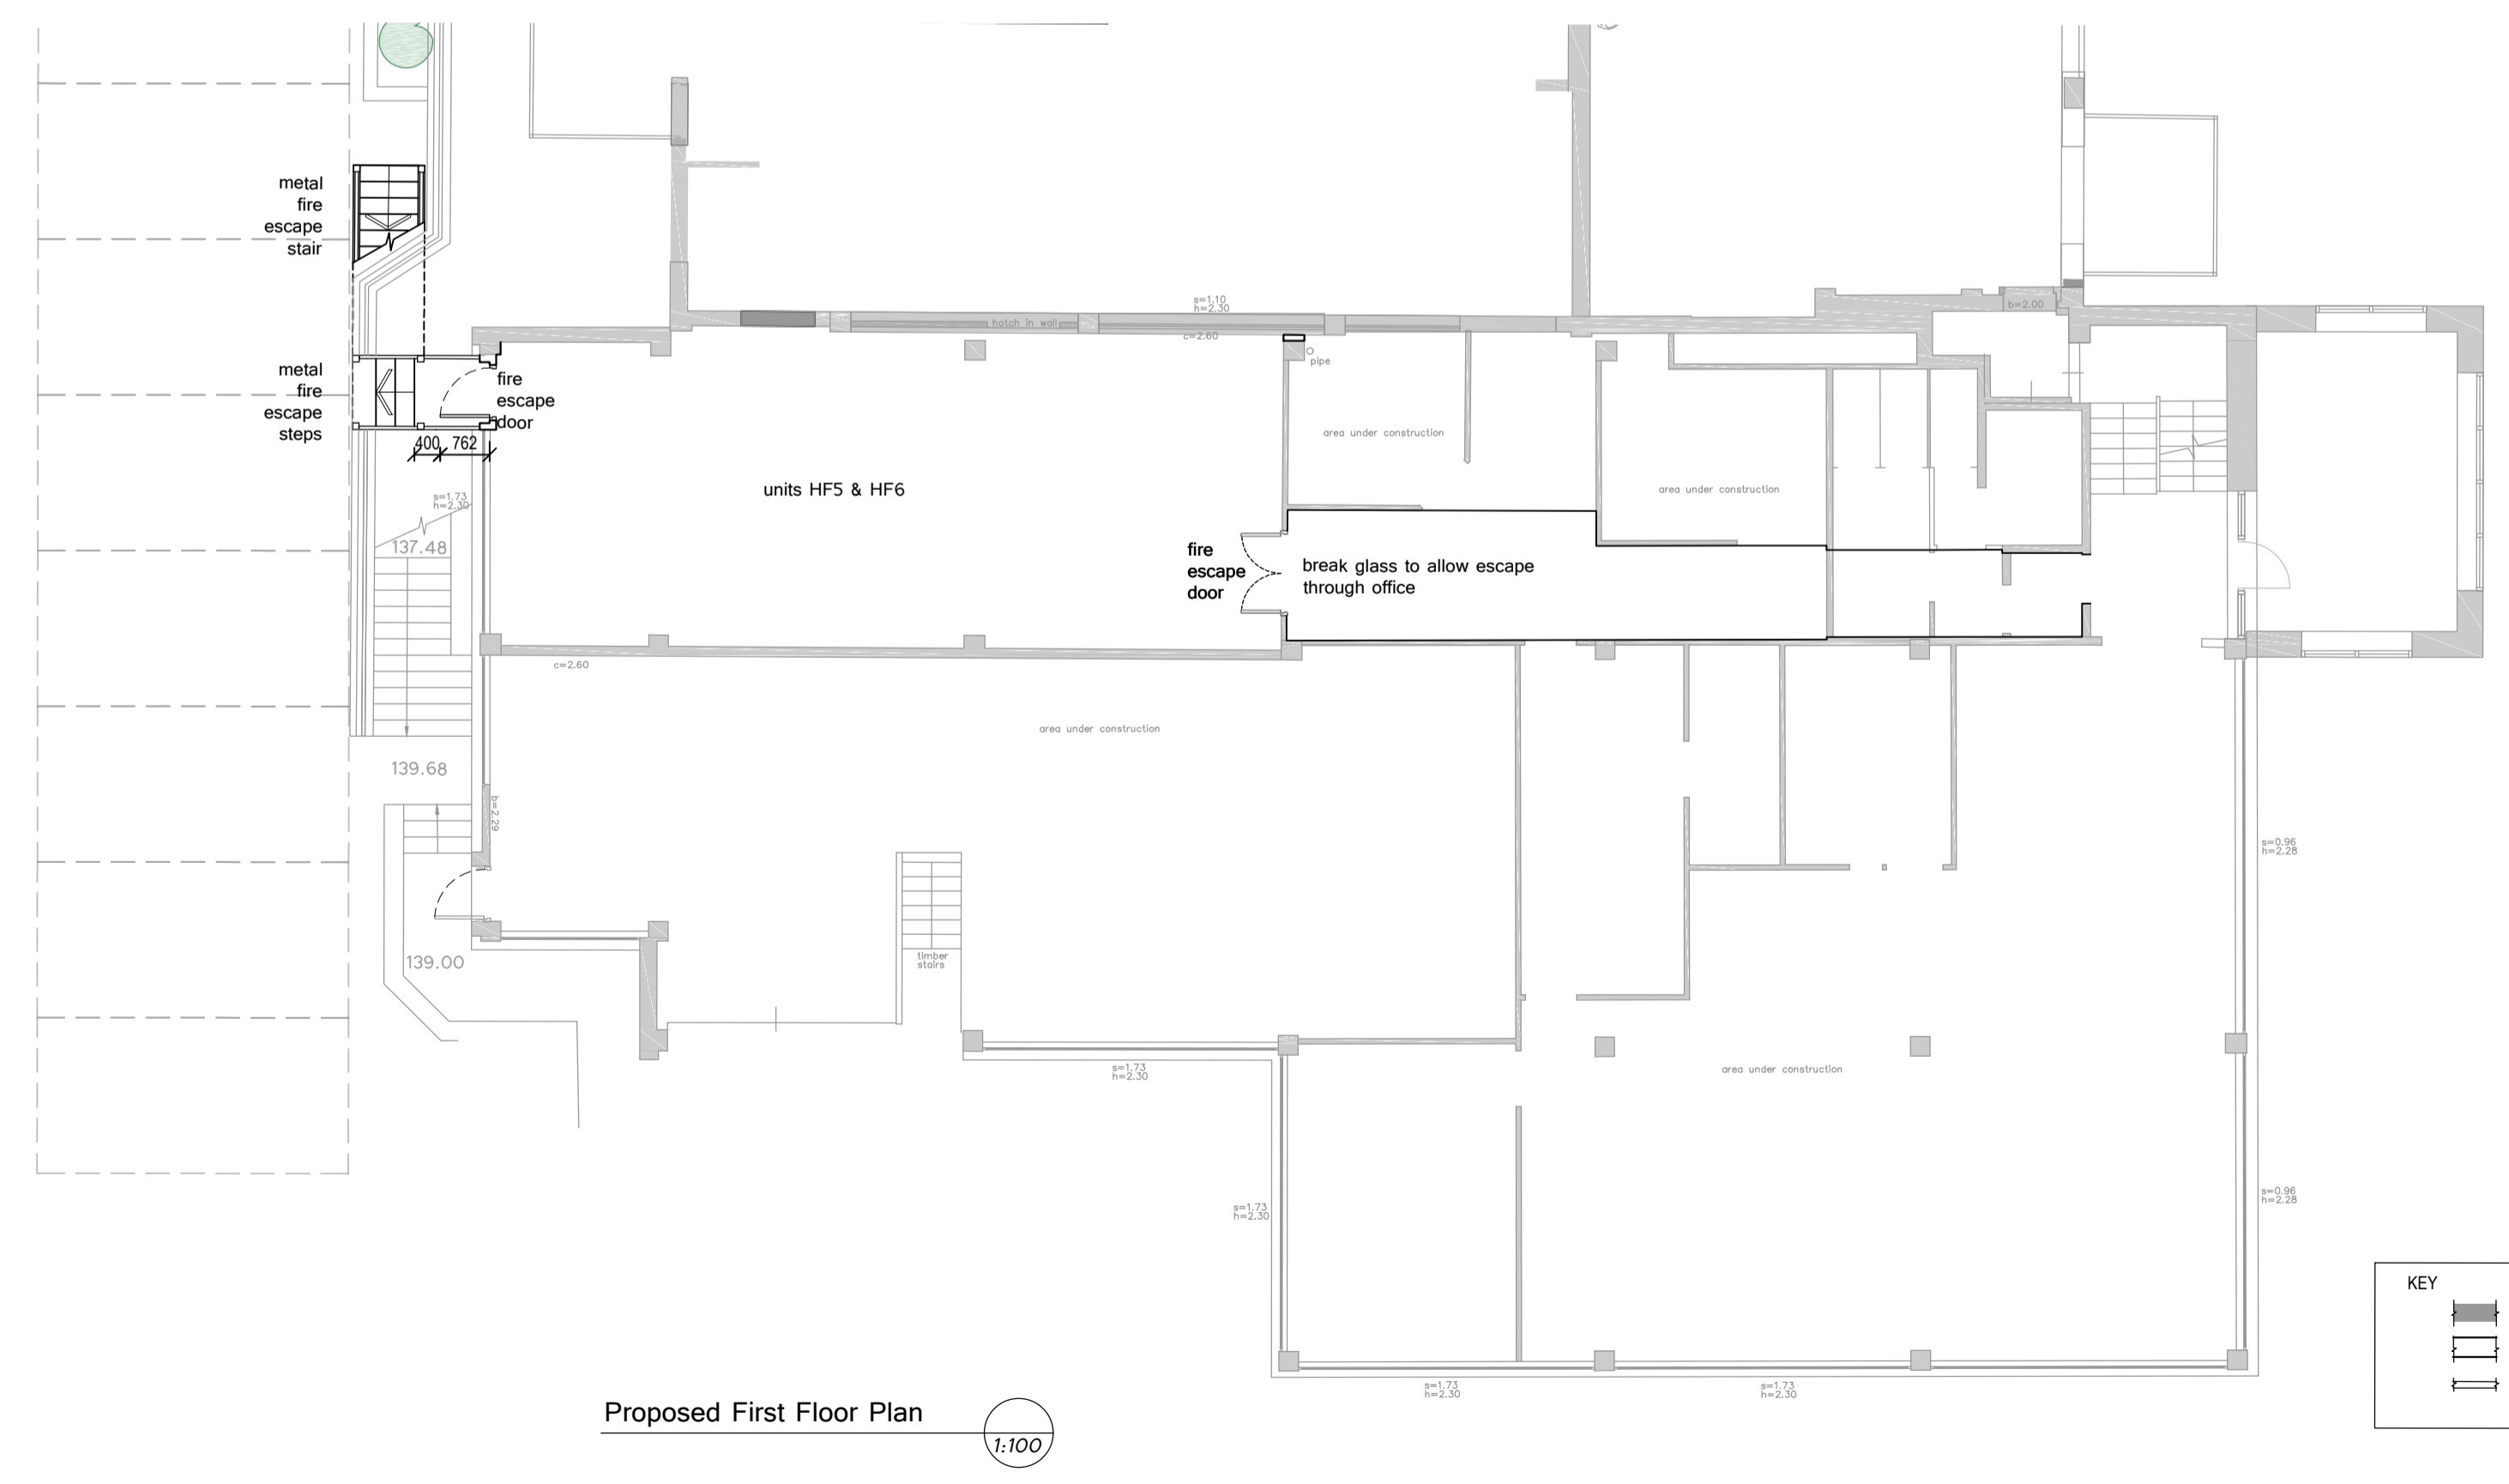 metal
fire
escape
stair
s=1.10
h=2.30
hatch in wall
c=2.60
b=2.00
pipe
metal
fire
escape
steps
fire
escape
door
400
762
area under construction
units HF5 & HF6
area under construction
s=1.73
h=2.30
137.48
fire
escape
door
break glass to allow escape
through office
c=2.60
area under construction
139.68
b=2.29
s=0.96
h=2.28
139.00
timber
stairs
s=1.73
h=2.30
area under construction
s=1.73
h=2.30
s=0.96
h=2.28
KEY
s=1.73
h=2.30
s=1.73
h=2.30
Proposed First Floor Plan
1:100